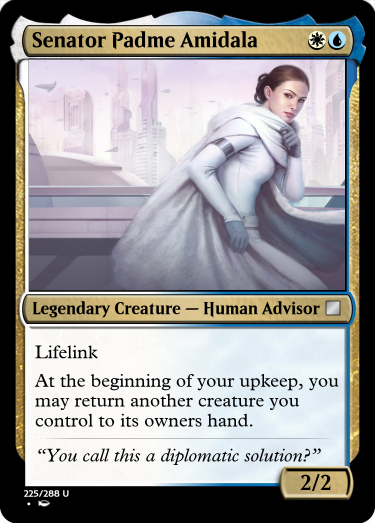 Senator Padme Amidala
Legendary Creature — Human Advisor
Lifelink
At the beginning of your upkeep, you
may return another creature you
control to its owners hand.
“You call this a diplomatic solution?”
2/2
225/288 U